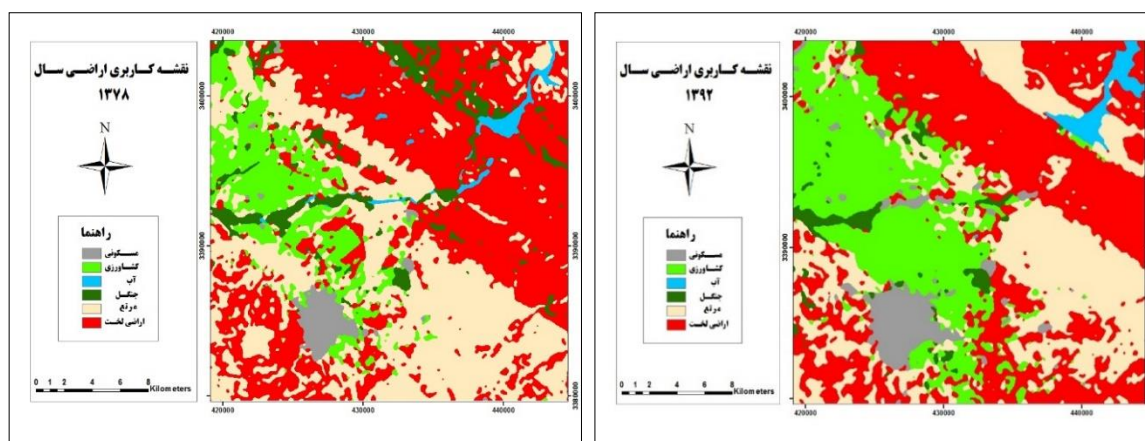 نقشه کاربری اراضی سال
۱۳۷۸
N
راهنما
مسکونی
کشاورزی
آب
جنگل
مرتع
اراضی لخت
0 1 2 4 6 8
Kilometers
420000 430000 440000
3400000
3390000
3380000
420000 430000 440000
نقشه کاربری اراضی سال
۱۳۹۲
N
راهنما
مسکونی
کشاورزی
آب
جنگل
مرتع
اراضی لخت
0 1 2 4 6 8
Kilometers
420000 430000 440000
3400000
3390000
420000 430000 440000